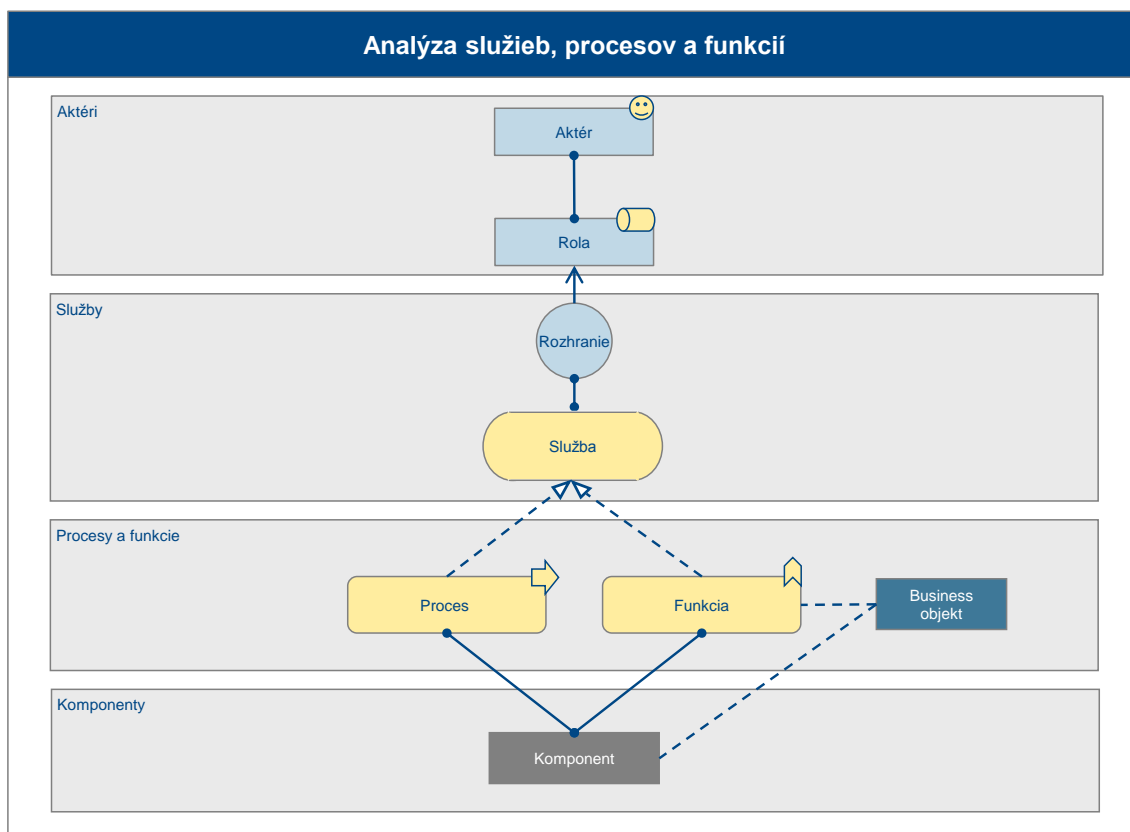 Analýza služieb, procesov a funkcií
Aktéri
Aktér
Rola
Služby
Rozhranie
Služba
Procesy a funkcie
Proces
Funkcia
Business
objekt
Komponenty
Komponent